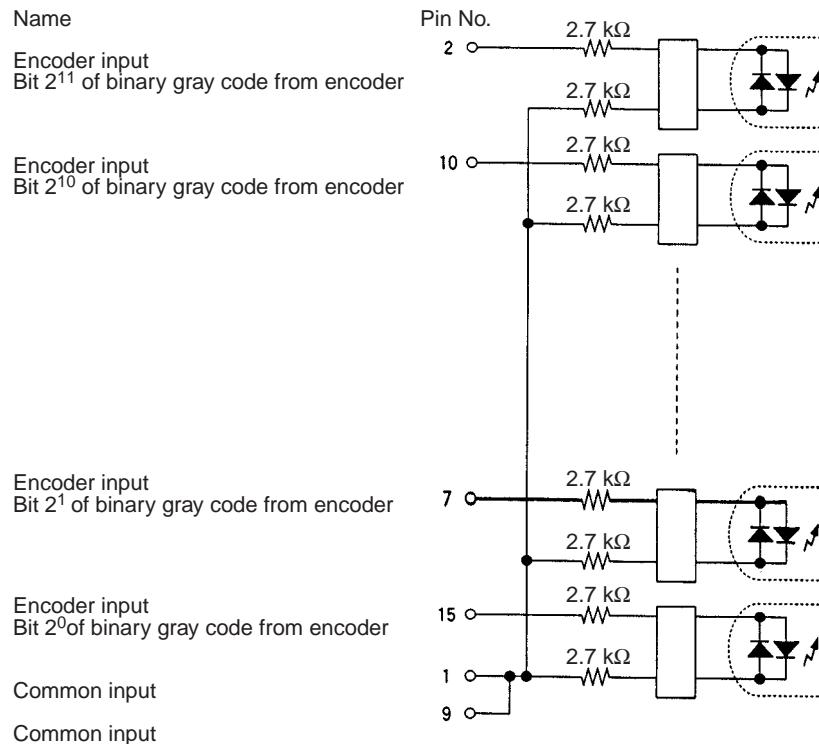 Name Pin No.
2 2.7 kΩ
Encoder input
Bit 2¹¹ of binary gray code from encoder
2.7 kΩ
2.7 kΩ
Encoder input 10
Bit 2¹⁰ of binary gray code from encoder
2.7 kΩ
Encoder input 2.7 kΩ
Bit 2¹ of binary gray code from encoder 7
2.7 kΩ
Encoder input 2.7 kΩ
Bit 2⁰of binary gray code from encoder 15
2.7 kΩ
1
Common input
9
Common input